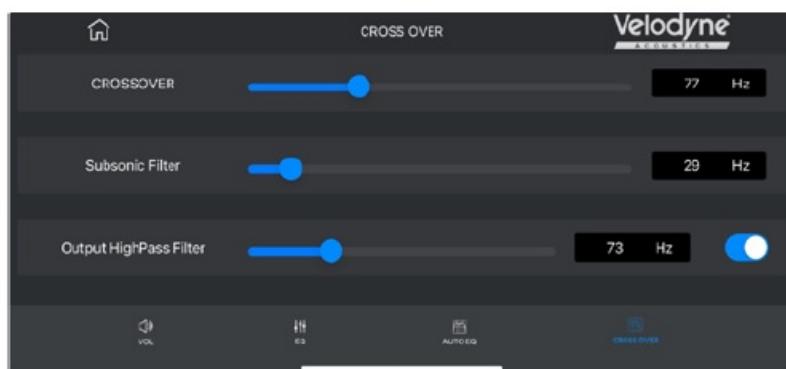 CROSS OVER
Velodyne®
ACOUSTICS
CROSSOVER
77 Hz
Subsonic Filter
29 Hz
Output HighPass Filter
73 Hz
VOL
EQ
AUTO EQ
CROSS OVER